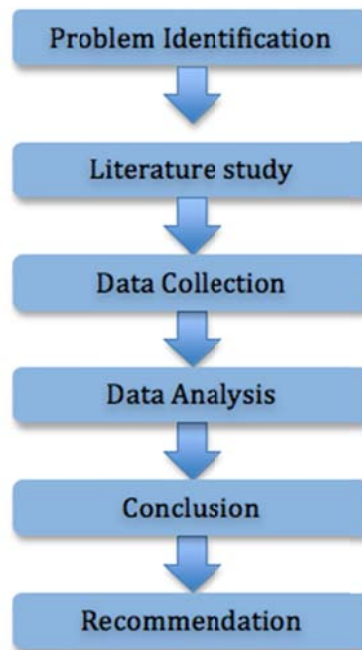 Problem Identification
Literature study
Data Collection
Data Analysis
Conclusion
Recommendation